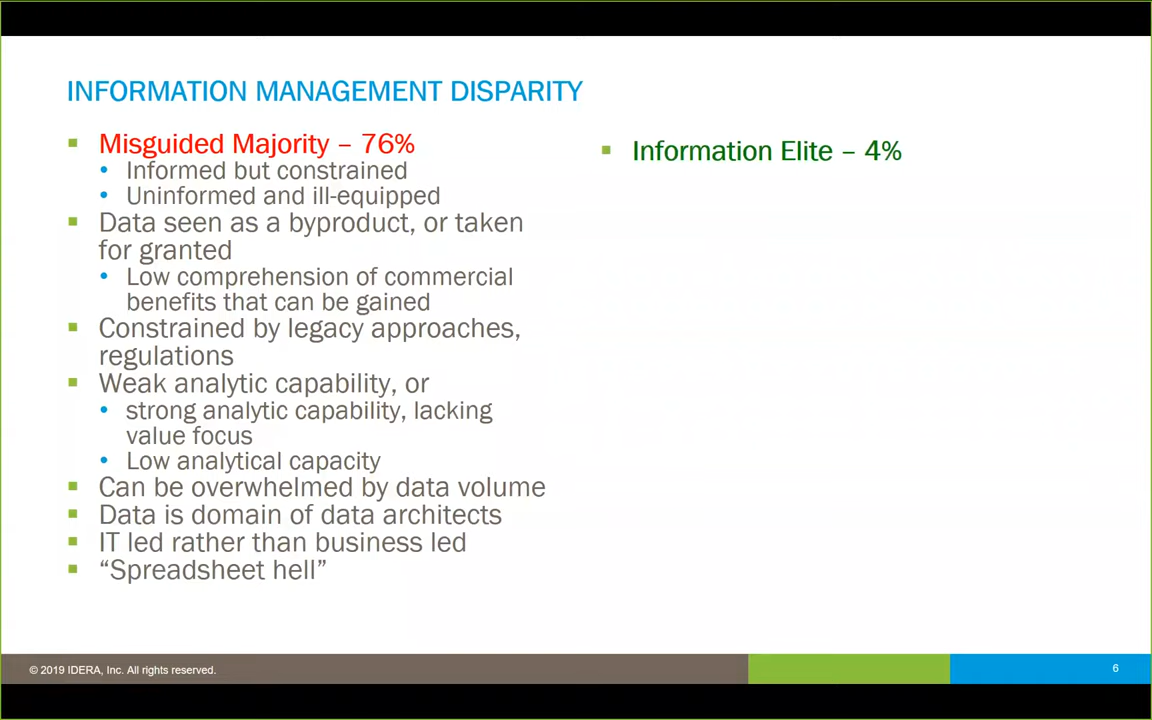 INFORMATION MANAGEMENT DISPARITY
Misguided Majority – 76%
Informed but constrained
Uninformed and ill-equipped
Data seen as a byproduct, or taken
for granted
Low comprehension of commercial
benefits that can be gained
Constrained by legacy approaches,
regulations
Weak analytic capability, or
strong analytic capability, lacking
value focus
Low analytical capacity
Can be overwhelmed by data volume
Data is domain of data architects
IT led rather than business led
“Spreadsheet hell”
Information Elite – 4%
© 2019 IDERA, Inc. All rights reserved.
6